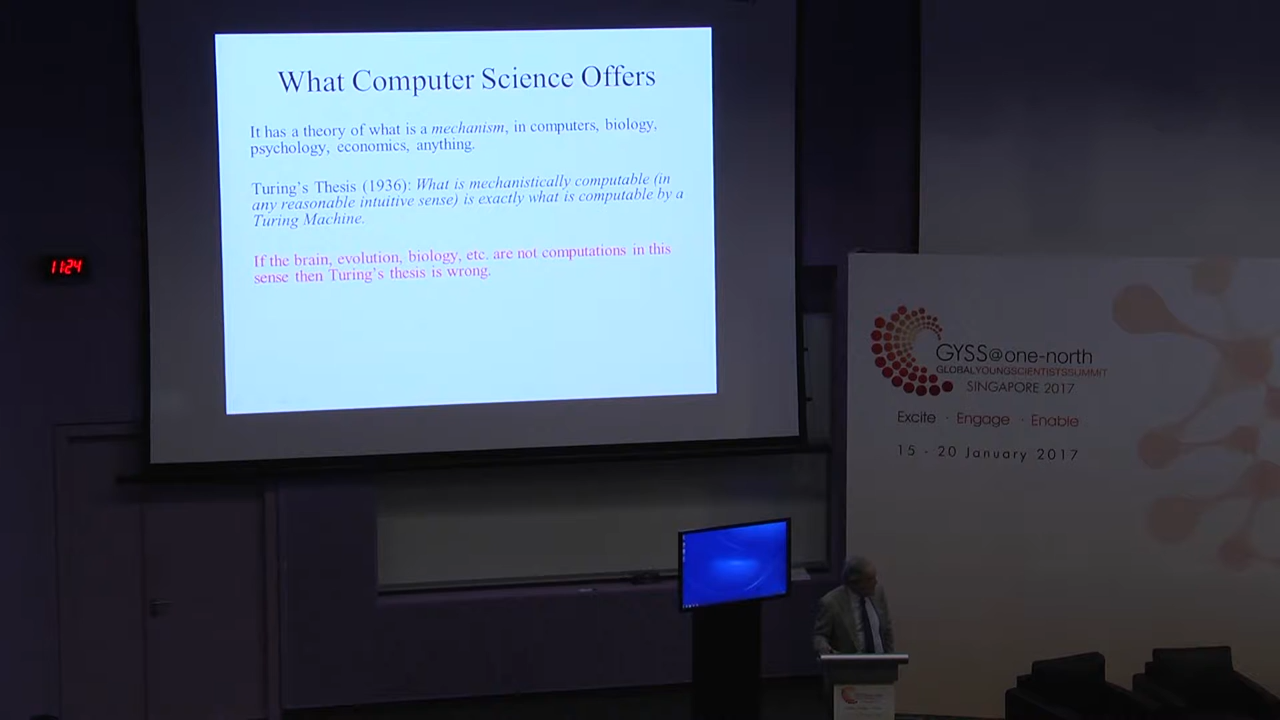 What Computer Science Offers
It has a theory of what is a mechanism, in computers, biology,
psychology, economics, anything.
Turing's Thesis (1936): What is mechanistically computable (in
any reasonable intuitive sense) is exactly what is computable by a
Turing Machine.
If the brain, evolution, biology, etc. are not computations in this
sense then Turing's thesis is wrong.
11:24
GYSS@one-north
GLOBALYOUNGSCIENTISTSSUMMIT
SINGAPORE 2017
Excite · Engage · Enable
15 - 20 January 2017